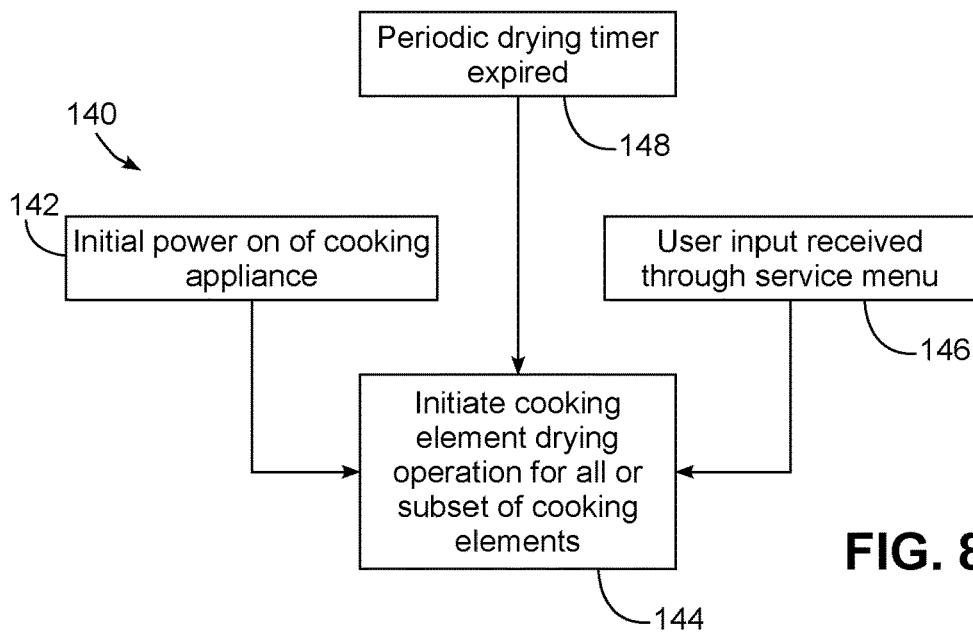 Periodic drying timer
expired
148
140
142
Initial power on of cooking
appliance
User input received
through service menu
146
Initiate cooking
element drying
operation for all or
subset of cooking
elements
144
FIG. 8